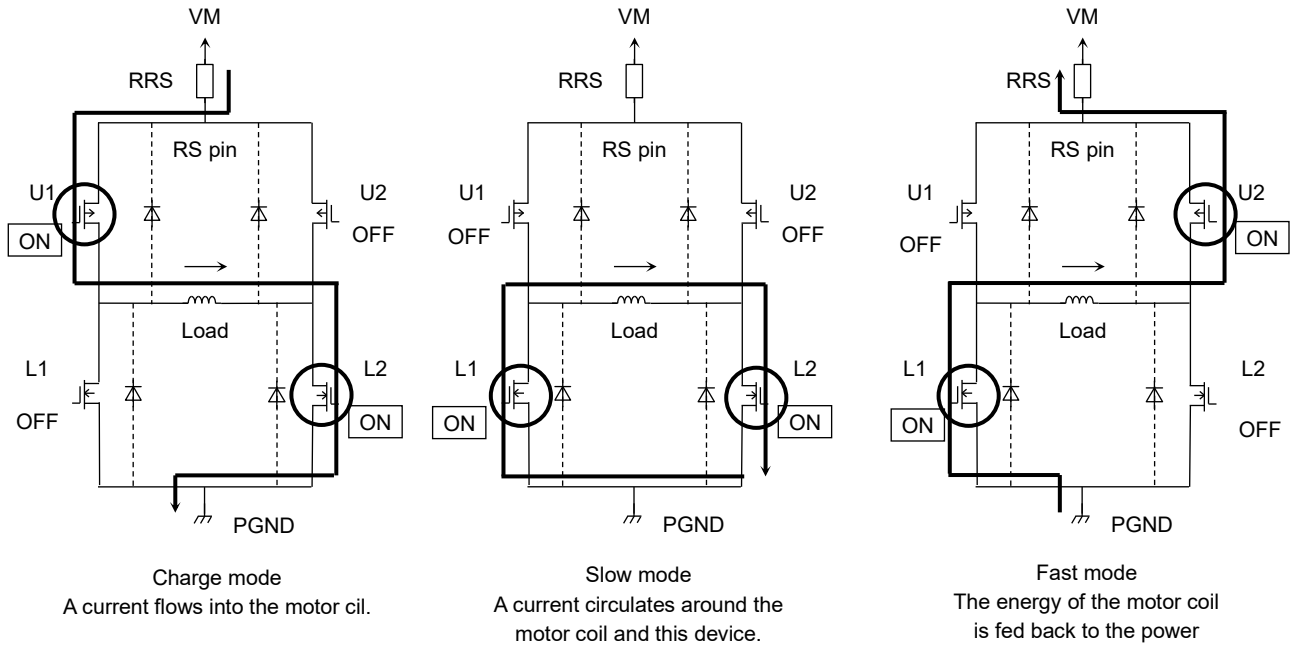 VM
RRS
RS pin
U1
ON
U2
OFF
Load
L1
OFF
L2
ON
PGND
Charge mode
A current flows into the motor cil.
VM
RRS
RS pin
U1
OFF
U2
OFF
Load
L1
ON
L2
ON
PGND
Slow mode
A current circulates around the
motor coil and this device.
VM
RRS
RS pin
U1
OFF
U2
ON
Load
L1
ON
L2
OFF
PGND
Fast mode
The energy of the motor coil
is fed back to the power